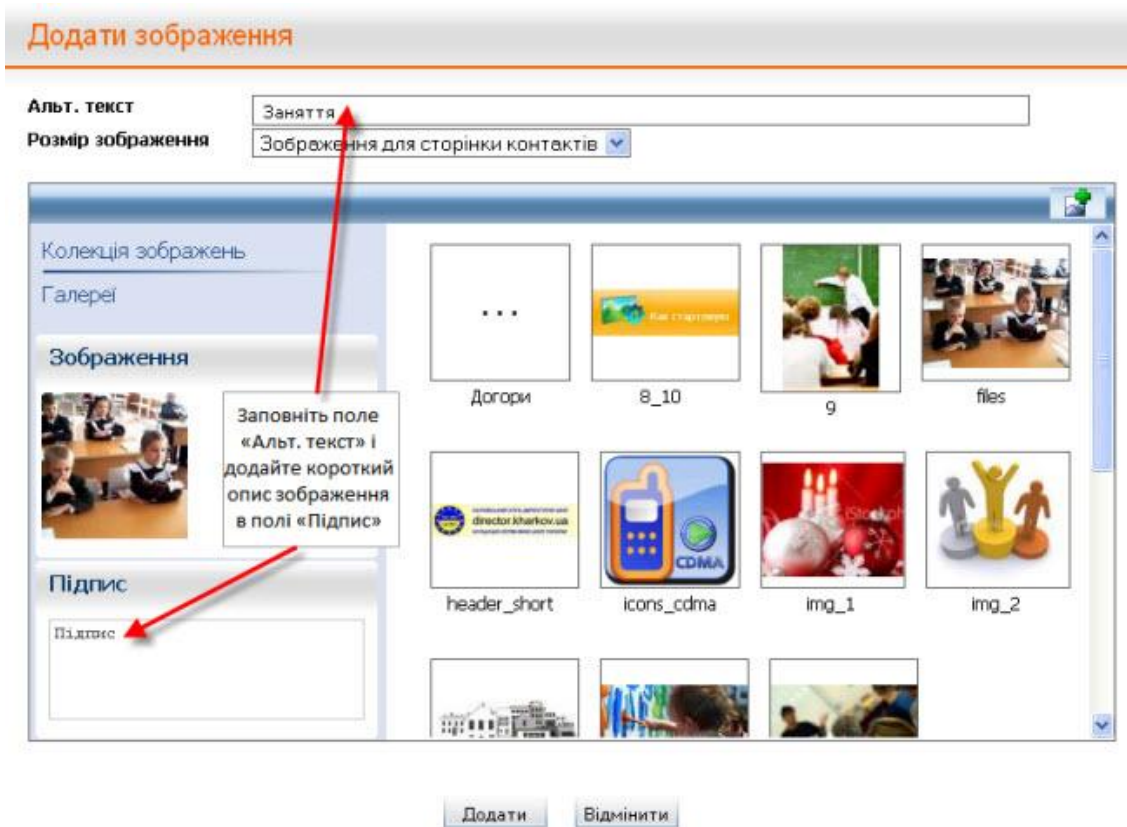 Додати зображення
Альт. текст
Заняття
Розмір зображення
Зображення для сторінки контактів
Колекція зображень
Галереї
Зображення
Заповніть поле
«Альт. текст» і
додайте короткий
опис зображення
в полі «Підпис»
Підпис
Підпис
...
Догори
Как стартовую
8_10
9
files
director.kharkov.ua
header_short
CDMA
icons_cdma
img_1
img_2
Додати
Відмінити